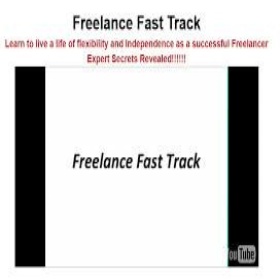 Freelance Fast Track
Learn to live a life of flexibility and Independence as a successful Freelancer
Expert Secrets Revealed!!!!!!
Freelance Fast Track
You Tube